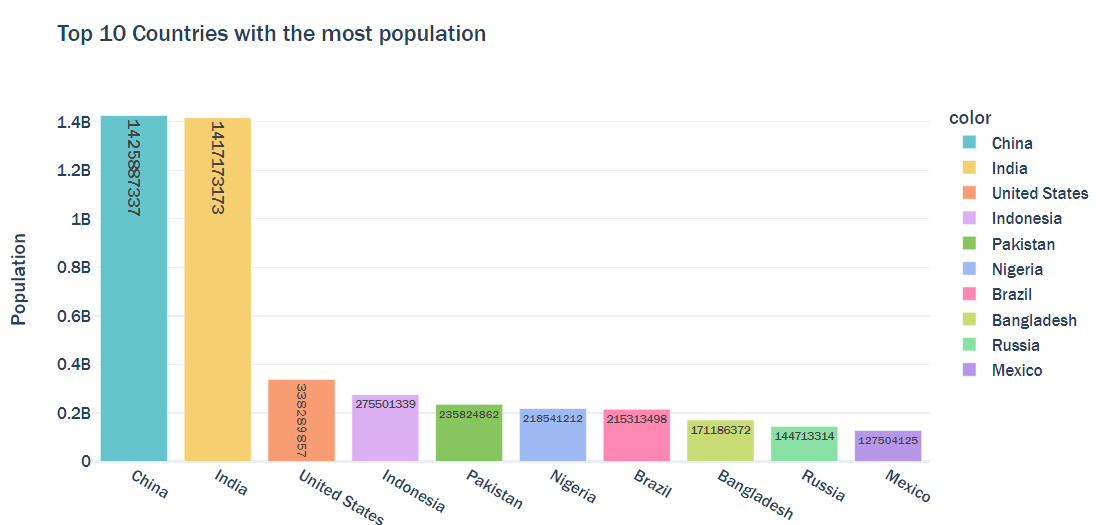 Top 10 Countries with the most population
Population
1.4B
1.2B
1B
0.8B
0.6B
0.4B
0.2B
0
1425887337
1417173173
338289857
275501339
235824862
218541212
215313498
171186372
144713314
127504125
China
India
United States
Indonesia
Pakistan
Nigeria
Brazil
Bangladesh
Russia
Mexico
color
China
India
United States
Indonesia
Pakistan
Nigeria
Brazil
Bangladesh
Russia
Mexico